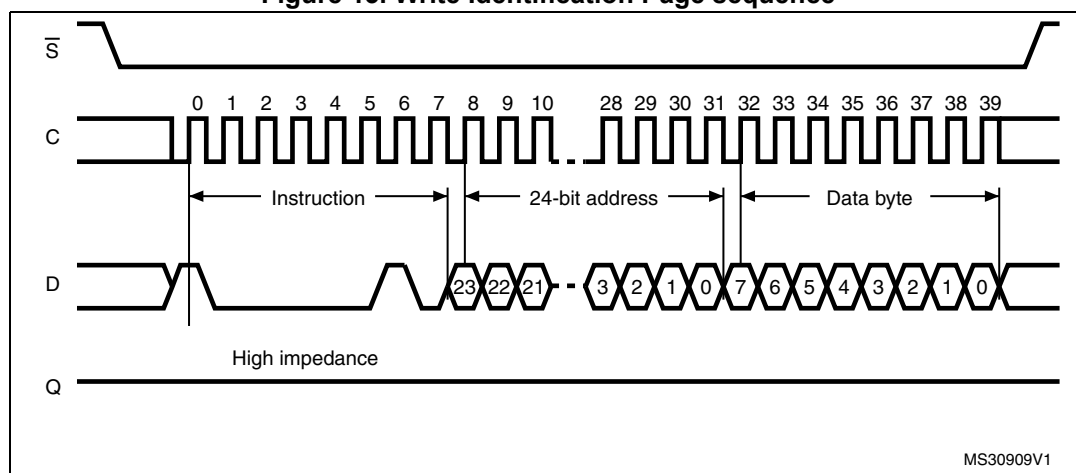 Figure 15. Write Identification Page sequence
S
0 1 2 3 4 5 6 7 8 9 10 28 29 30 31 32 33 34 35 36 37 38 39
C
Instruction 24-bit address Data byte
D
23 22 21 3 2 1 0 7 6 5 4 3 2 1 0
High impedance
Q
MS30909V1